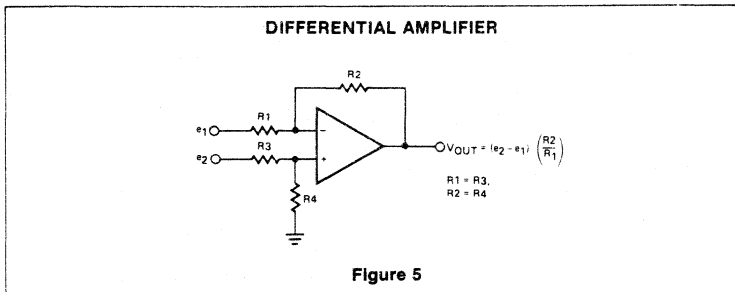 DIFFERENTIAL AMPLIFIER
R2
e1
R1
−
e2
R3
+
R4
VOUT = (e2 – e1) (R2/R1)
R1 = R3,
R2 = R4
Figure 5